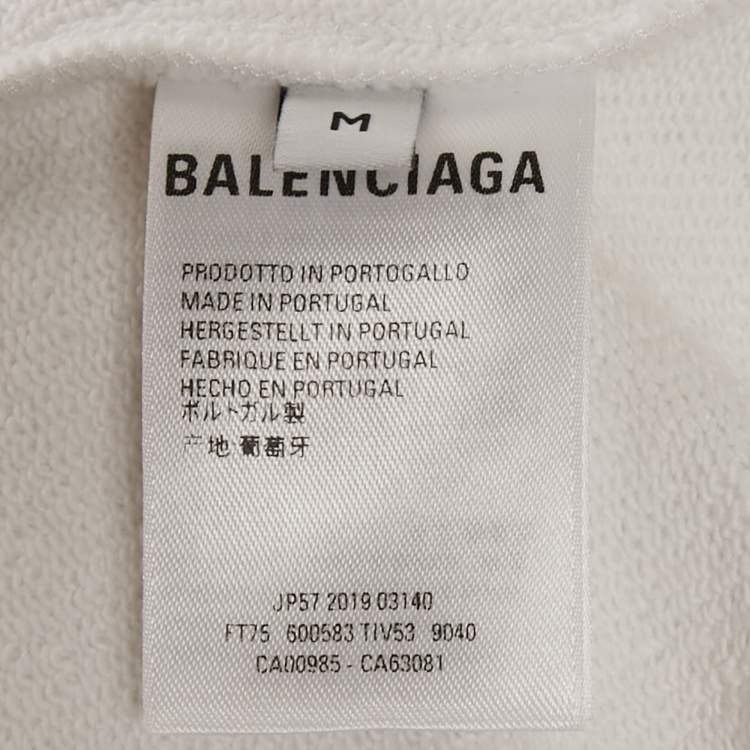 M
BALENCIAGA
PRODOTTO IN PORTOGALLO
MADE IN PORTUGAL
HERGESTELLT IN PORTUGAL
FABRIQUE EN PORTUGAL
HECHO EN PORTUGAL
ポルトガル製
产地 葡萄牙
JP57 2019 03140
FT75 600583 TIV53 9040
CA00985 - CA63081